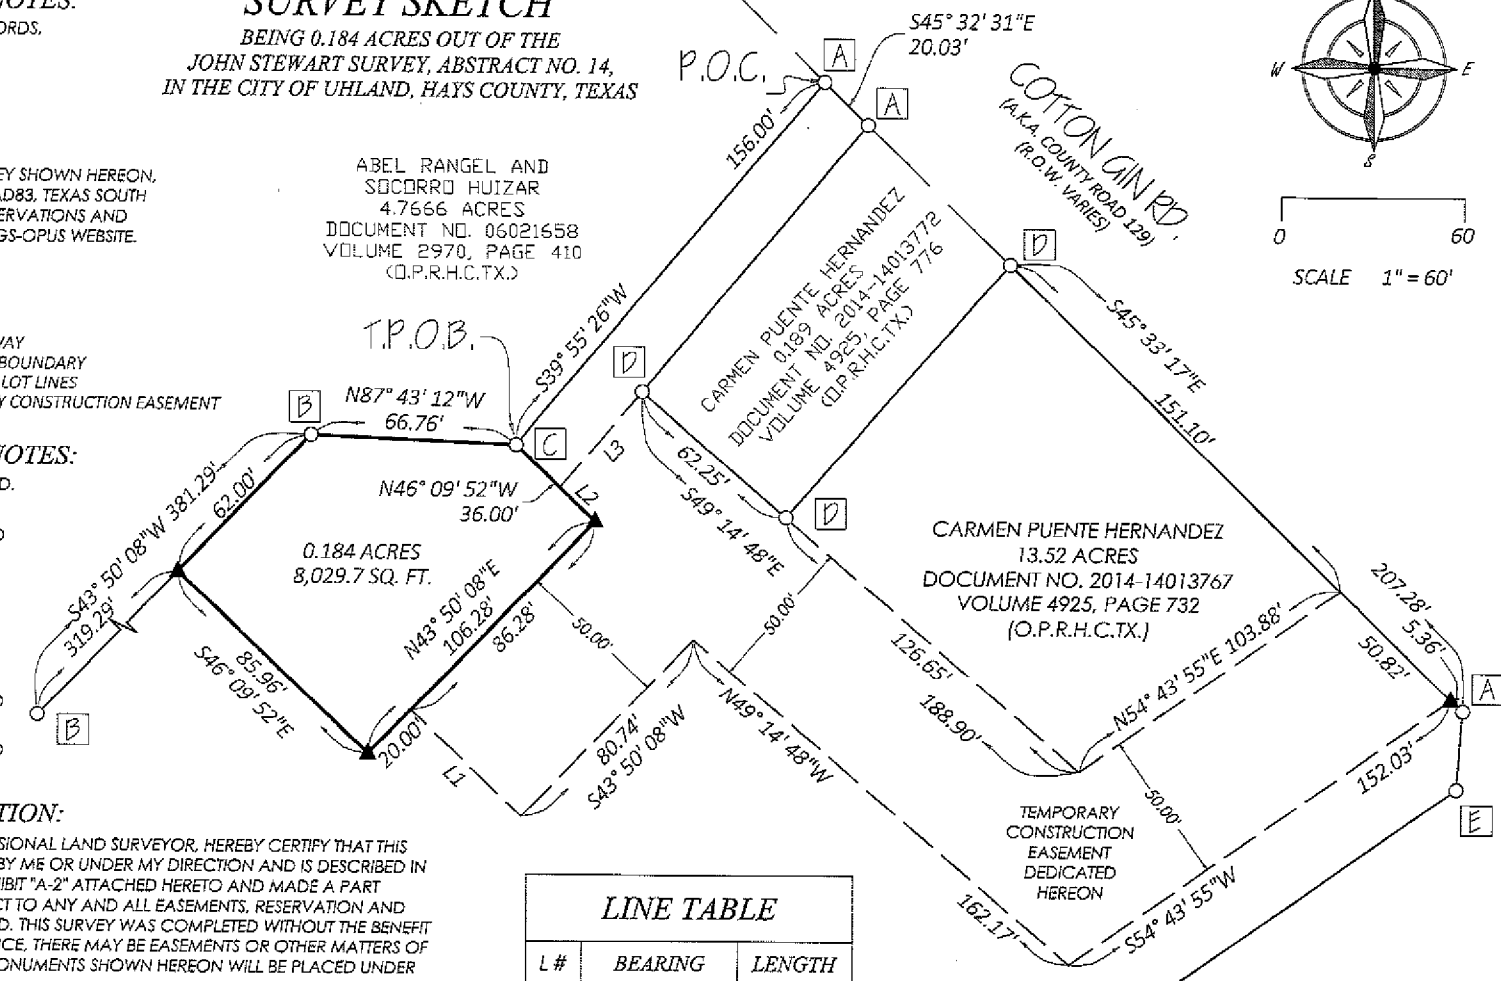 NOTES:
ORDS,
SURVEY SKETCH
BEING 0.184 ACRES OUT OF THE
JOHN STEWART SURVEY, ABSTRACT NO. 14,
IN THE CITY OF UHLAND, HAYS COUNTY, TEXAS
P.O.C.
A
S45° 32' 31"E
20.03'
A
COTTON GIN RD.
(A.K.A. COUNTY ROAD 129)
(R.O.W. VARIES)
W
E
S
0
60
SCALE 1" = 60'
EY SHOWN HEREON,
AD83, TEXAS SOUTH
ERVATIONS AND
GS-OPUS WEBSITE.
ABEL RANGEL AND
SOCORRO HUIZAR
4.7666 ACRES
DOCUMENT NO. 06021658
VOLUME 2970, PAGE 410
(O.P.R.H.C.TX.)
156.00'
S39° 55' 26"W
CARMEN PUENTE HERNANDEZ
0.189 ACRES
DOCUMENT NO. 2014-14013772
VOLUME 4925, PAGE 776
(O.P.R.H.C.TX.)
D
S45° 33' 17"E
151.10'
WAY
BOUNDARY
LOT LINES
Y CONSTRUCTION EASEMENT
T.P.O.B.
D
B
N87° 43' 12"W
66.76'
C
L3
L2
N46° 09' 52"W
36.00'
62.25'
S49° 14' 48"E
D
NOTES:
D.
S43° 50' 08"W 381.29'
62.00'
319.29'
B
0.184 ACRES
8,029.7 SQ. FT.
N43° 50' 08"E
106.28'
86.28'
85.96'
S46° 09' 52"E
20.00'
L1
50.00'
80.74'
S43° 50' 08"W
50.00'
N49° 14' 48"W
CARMEN PUENTE HERNANDEZ
13.52 ACRES
DOCUMENT NO. 2014-14013767
VOLUME 4925, PAGE 732
(O.P.R.H.C.TX.)
126.65'
188.90'
N54° 43' 55"E 103.88'
207.28'
5.36'
50.82'
A
152.03'
E
50.00'
TEMPORARY
CONSTRUCTION
EASEMENT
DEDICATED
HEREON
162.17'
S54° 43' 55"W
TION:
SIONAL LAND SURVEYOR, HEREBY CERTIFY THAT THIS
BY ME OR UNDER MY DIRECTION AND IS DESCRIBED IN
IBIT "A-2" ATTACHED HERETO AND MADE A PART
CT TO ANY AND ALL EASEMENTS, RESERVATION AND
D. THIS SURVEY WAS COMPLETED WITHOUT THE BENEFIT
CE, THERE MAY BE EASEMENTS OR OTHER MATTERS OF
ONUMENTS SHOWN HEREON WILL BE PLACED UNDER
LINE TABLE
L # BEARING LENGTH